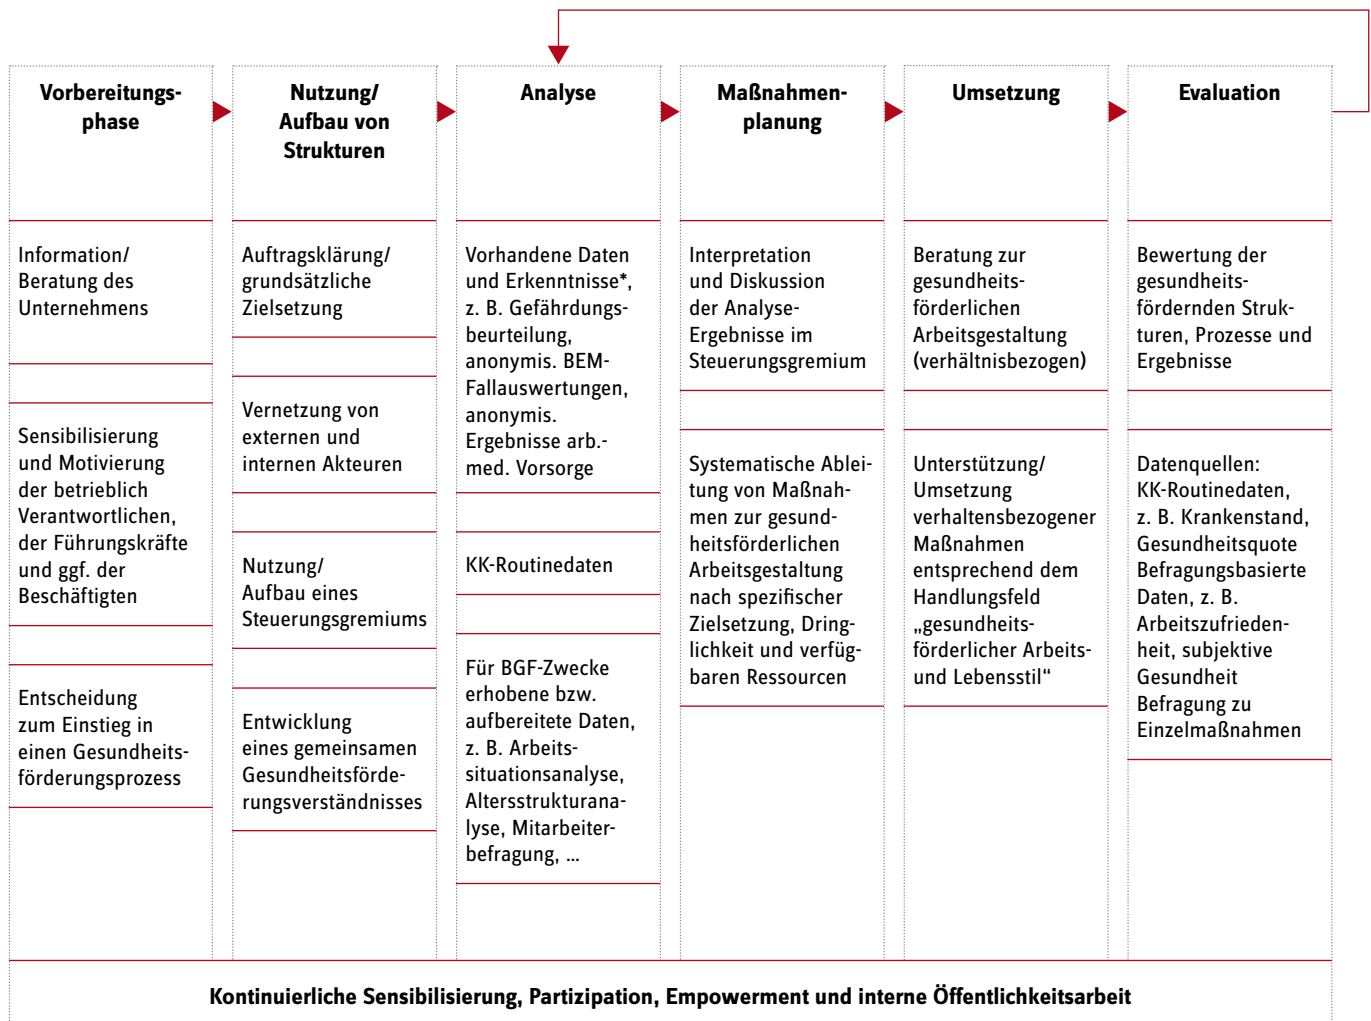 Vorbereitungs-
phase
Information/
Beratung des
Unternehmens
Sensibilisierung
und Motivierung
der betrieblich
Verantwortlichen,
der Führungskräfte
und ggf. der
Beschäftigten
Entscheidung
zum Einstieg in
einen Gesundheits-
förderungsprozess
Nutzung/
Aufbau von
Strukturen
Auftragsklärung/
grundsätzliche
Zielsetzung
Vernetzung von
externen und
internen Akteuren
Nutzung/
Aufbau eines
Steuerungsgremiums
Entwicklung
eines gemeinsamen
Gesundheitsförde-
rungsverständnisses
Analyse
Vorhandene Daten
und Erkenntnisse*,
z. B. Gefährdungs-
beurteilung,
anonymis. BEM-
Fallauswertungen,
anonymis.
Ergebnisse arb.-
med. Vorsorge
KK-Routinedaten
Für BGF-Zwecke
erhobene bzw.
aufbereitete Daten,
z. B. Arbeits-
situationsanalyse,
Altersstrukturana-
lyse, Mitarbeiter-
befragung, ...
Maßnahmen-
planung
Interpretation
und Diskussion
der Analyse-
Ergebnisse im
Steuerungsgremium
Systematische Ablei-
tung von Maßnah-
men zur gesund-
heitsförderlichen
Arbeitsgestaltung
nach spezifischer
Zielsetzung, Dring-
lichkeit und verfüg-
baren Ressourcen
Umsetzung
Beratung zur
gesundheits-
förderlichen
Arbeitsgestaltung
(verhältnisbezogen)
Unterstützung/
Umsetzung
verhaltensbezogener
Maßnahmen
entsprechend dem
Handlungsfeld
„gesundheits-
förderlicher Arbeits-
und Lebensstil“
Evaluation
Bewertung der
gesundheits-
fördernden Struk-
turen, Prozesse und
Ergebnisse
Datenquellen:
KK-Routinedaten,
z. B. Krankenstand,
Gesundheitsquote
Befragungsbasierte
Daten, z. B.
Arbeitszufrieden-
heit, subjektive
Gesundheit
Befragung zu
Einzelmaßnahmen
Kontinuierliche Sensibilisierung, Partizipation, Empowerment und interne Öffentlichkeitsarbeit